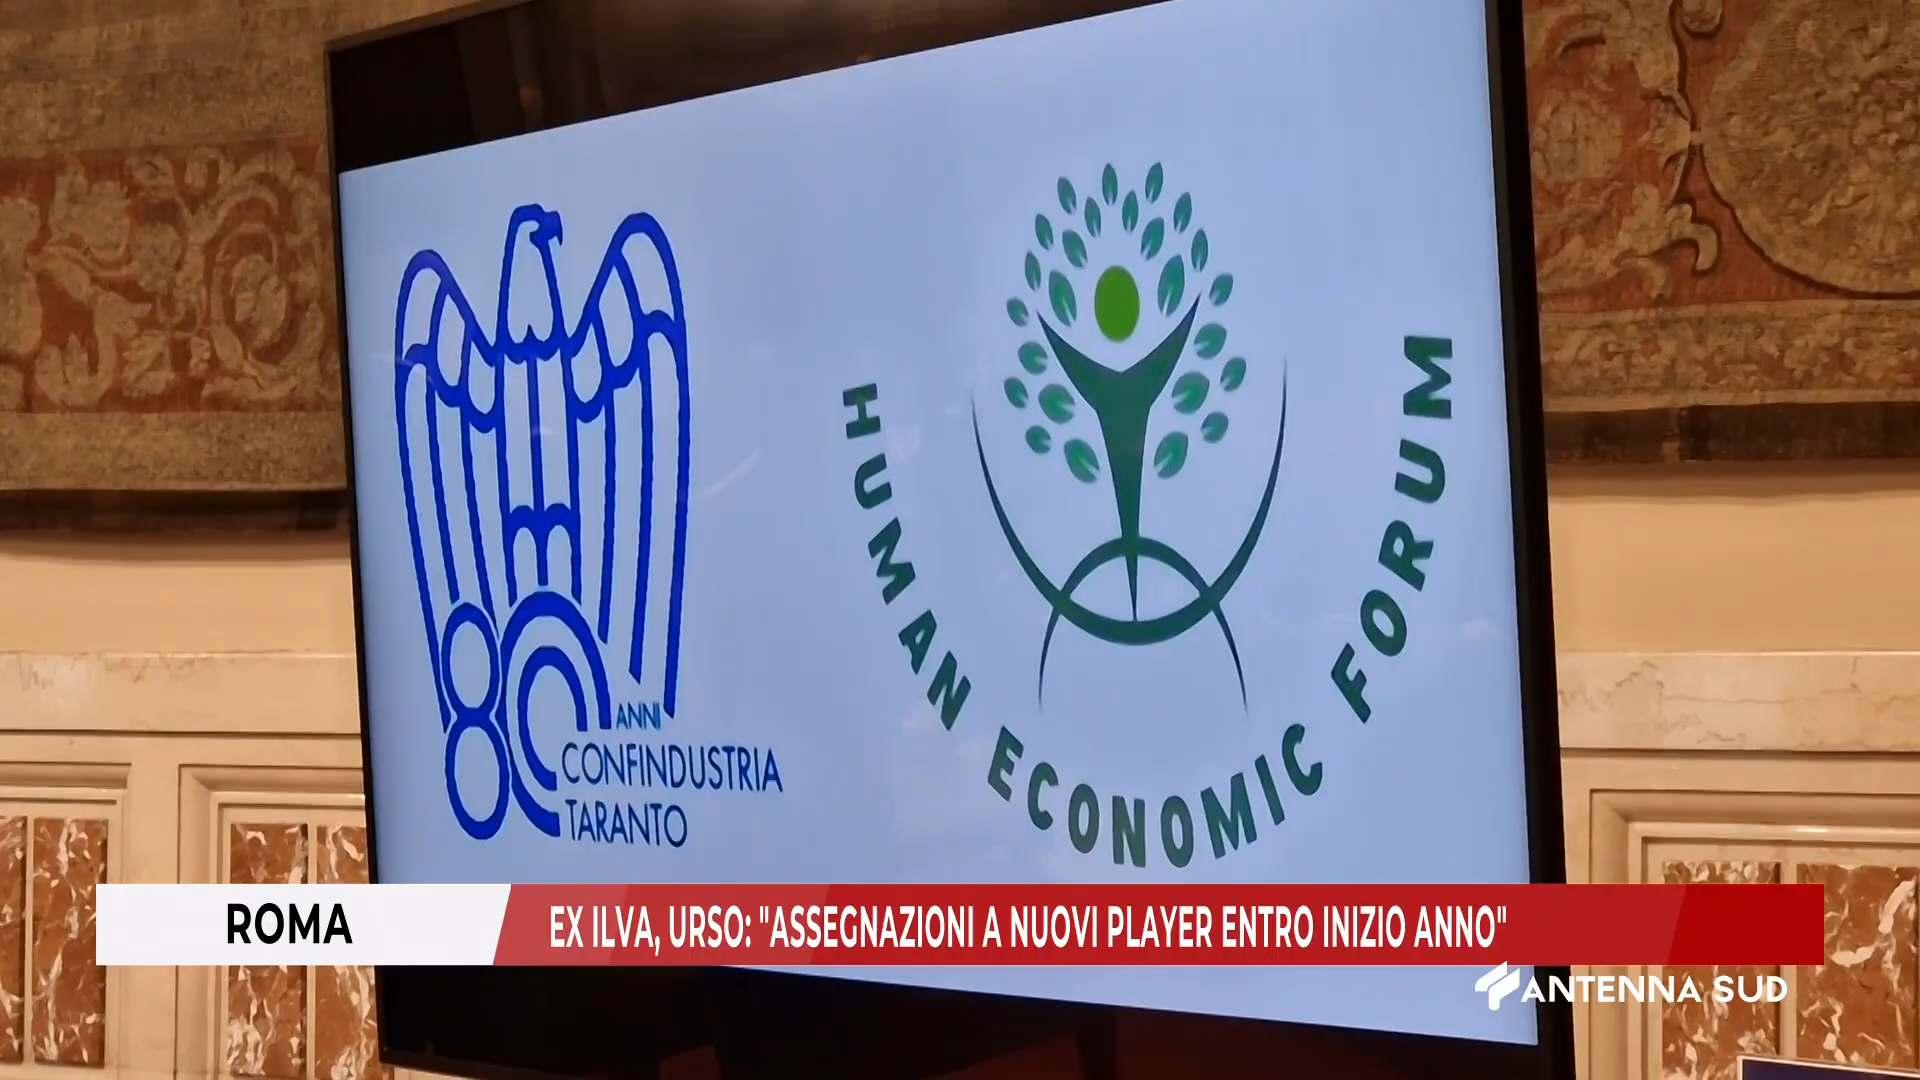 80 ANNI
CONFINDUSTRIA
TARANTO
HUMAN ECONOMIC FORUM
ROMA
EX ILVA, URSO: "ASSEGNAZIONI A NUOVI PLAYER ENTRO INIZIO ANNO"
ANTENNA SUD